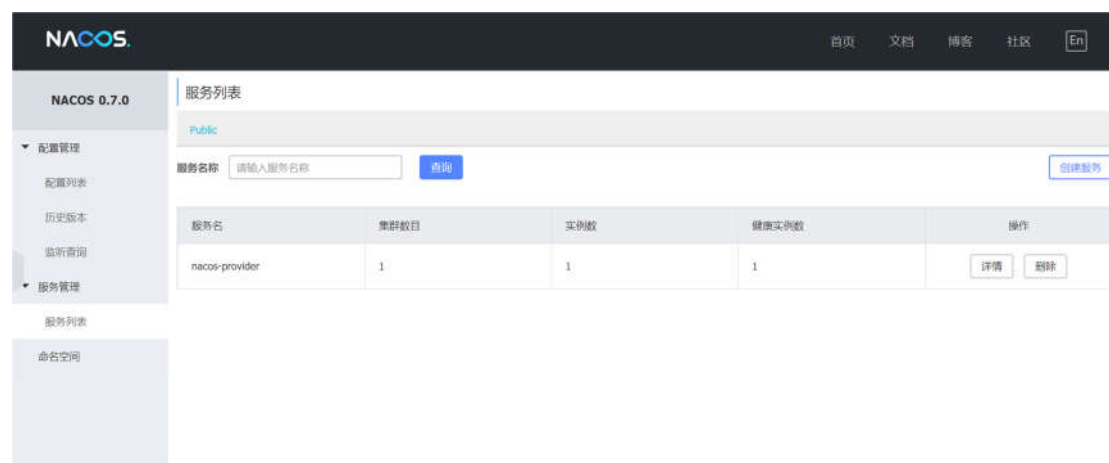 NACOS.
首页 文档 博客 社区 En
NACOS 0.7.0
配置管理
配置列表
历史版本
监听查询
服务管理
服务列表
命名空间
服务列表
Public
服务名称 请输入服务名称 查询 创建服务
服务名 集群数目 实例数 健康实例数 操作
nacos-provider 1 1 1 详情 删除